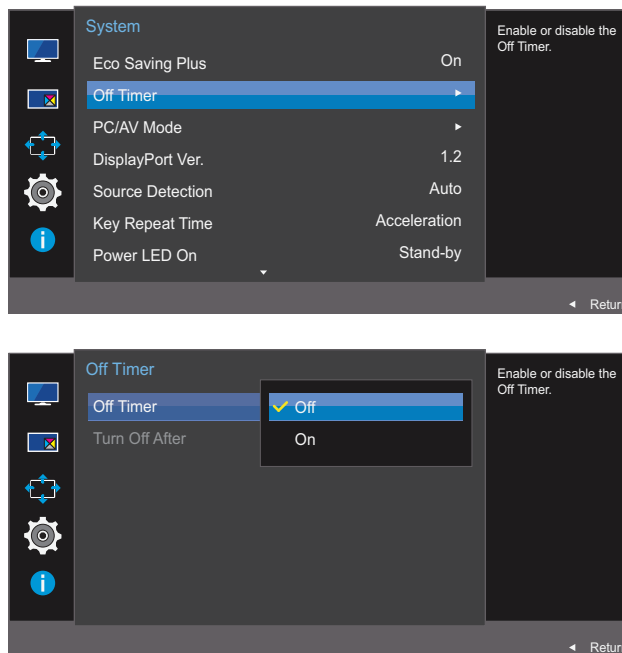 System
Enable or disable the
Off Timer.
Eco Saving Plus On
Off Timer
PC/AV Mode
DisplayPort Ver. 1.2
Source Detection Auto
Key Repeat Time Acceleration
Power LED On Stand-by
Return
Off Timer
Enable or disable the
Off Timer.
Off Timer Off
Turn Off After On
Return